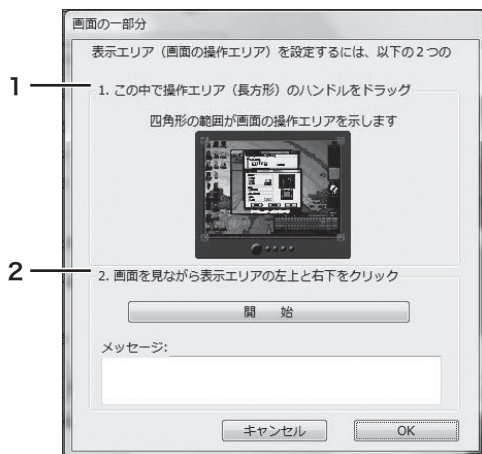 画面の一部分
表示エリア（画面の操作エリア）を設定するには、以下の2つの
1
1. この中で操作エリア（長方形）のハンドルをドラッグ
四角形の範囲が画面の操作エリアを示します
2
2. 画面を見ながら表示エリアの左上と右下をクリック
開　始
メッセージ:
キャンセル
OK